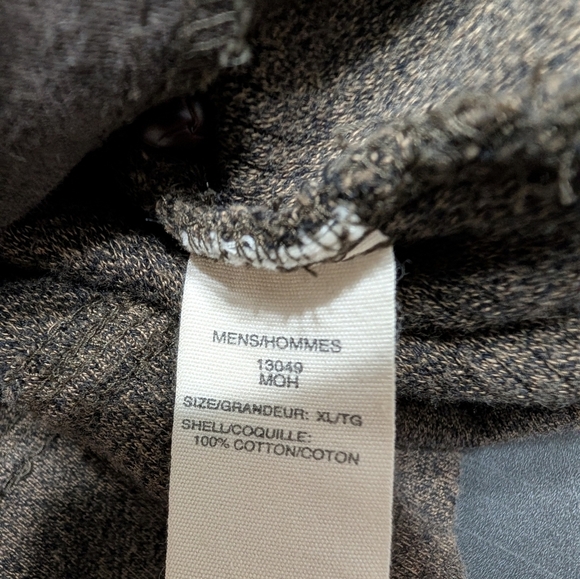 MENS/HOMMES
13049
MOH
SIZE/GRANDEUR: XL/TG
SHELL/COQUILLE:
100% COTTON/COTON